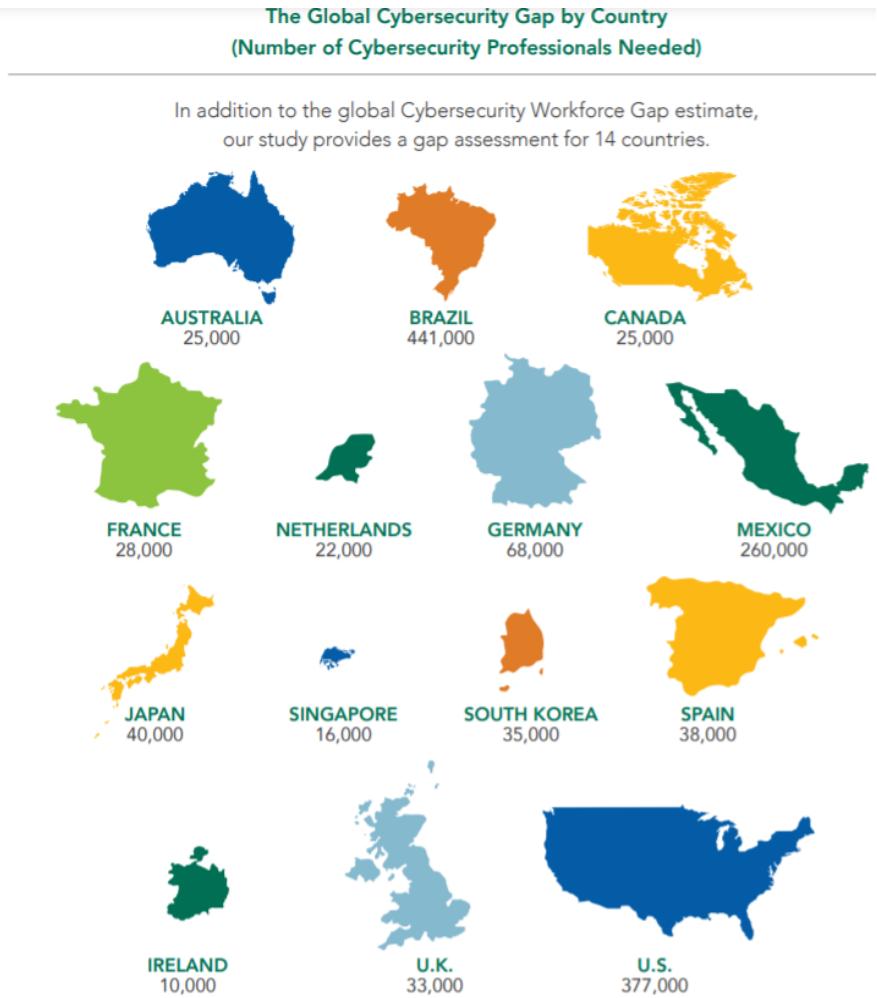 The Global Cybersecurity Gap by Country
(Number of Cybersecurity Professionals Needed)
In addition to the global Cybersecurity Workforce Gap estimate,
our study provides a gap assessment for 14 countries.
AUSTRALIA
25,000
BRAZIL
441,000
CANADA
25,000
FRANCE
28,000
NETHERLANDS
22,000
GERMANY
68,000
MEXICO
260,000
JAPAN
40,000
SINGAPORE
16,000
SOUTH KOREA
35,000
SPAIN
38,000
IRELAND
10,000
U.K.
33,000
U.S.
377,000